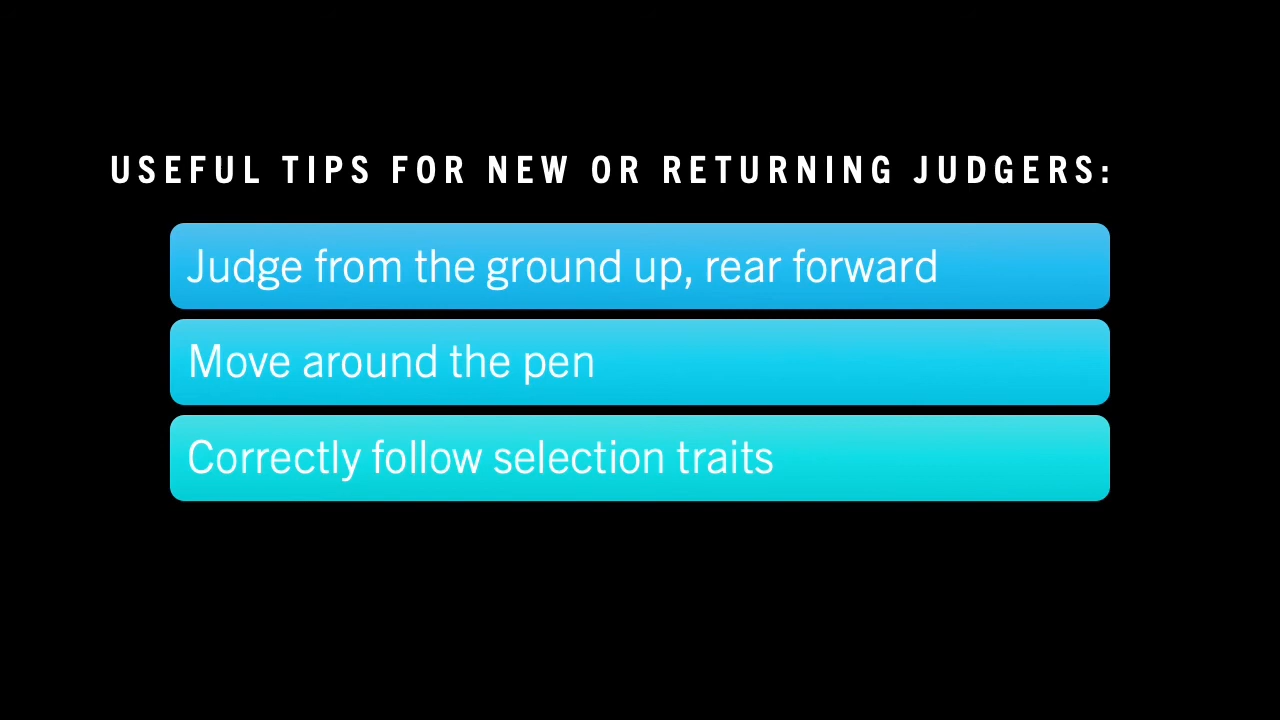 USEFUL TIPS FOR NEW OR RETURNING JUDGERS:
Judge from the ground up, rear forward
Move around the pen
Correctly follow selection traits